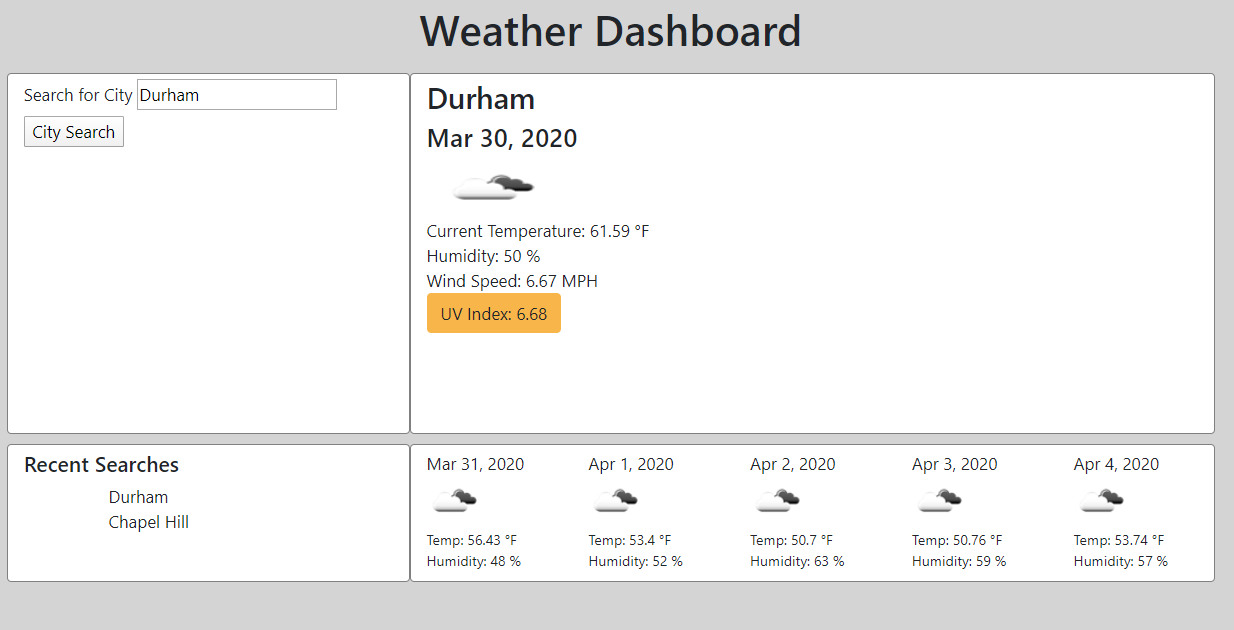 Weather Dashboard
Search for City Durham
City Search
Durham
Mar 30, 2020
Current Temperature: 61.59 °F
Humidity: 50 %
Wind Speed: 6.67 MPH
UV Index: 6.68
Recent Searches
Durham
Chapel Hill
Mar 31, 2020
Temp: 56.43 °F
Humidity: 48 %
Apr 1, 2020
Temp: 53.4 °F
Humidity: 52 %
Apr 2, 2020
Temp: 50.7 °F
Humidity: 63 %
Apr 3, 2020
Temp: 50.76 °F
Humidity: 59 %
Apr 4, 2020
Temp: 53.74 °F
Humidity: 57 %